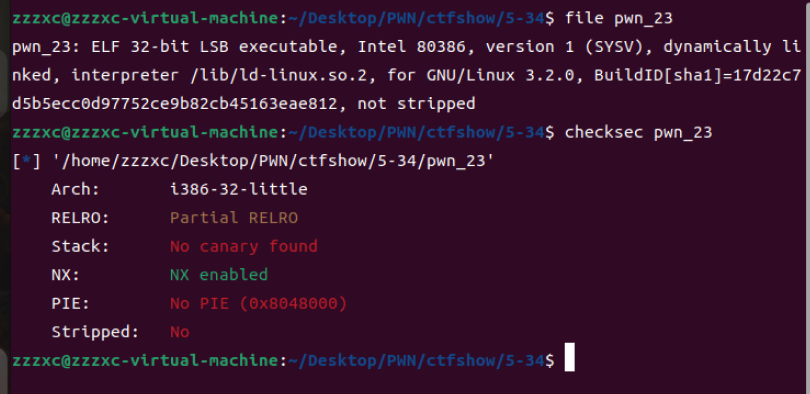 zzzxc@zzzxc-virtual-machine:~/Desktop/PWN/ctfshow/5-34$ file pwn_23
pwn_23: ELF 32-bit LSB executable, Intel 80386, version 1 (SYSV), dynamically li
nked, interpreter /lib/ld-linux.so.2, for GNU/Linux 3.2.0, BuildID[sha1]=17d22c7
d5b5ecc0d97752ce9b82cb45163eae812, not stripped
zzzxc@zzzxc-virtual-machine:~/Desktop/PWN/ctfshow/5-34$ checksec pwn_23
[*] '/home/zzzxc/Desktop/PWN/ctfshow/5-34/pwn_23'
    Arch:       i386-32-little
    RELRO:      Partial RELRO
    Stack:      No canary found
    NX:         NX enabled
    PIE:        No PIE (0x8048000)
    Stripped:   No
zzzxc@zzzxc-virtual-machine:~/Desktop/PWN/ctfshow/5-34$